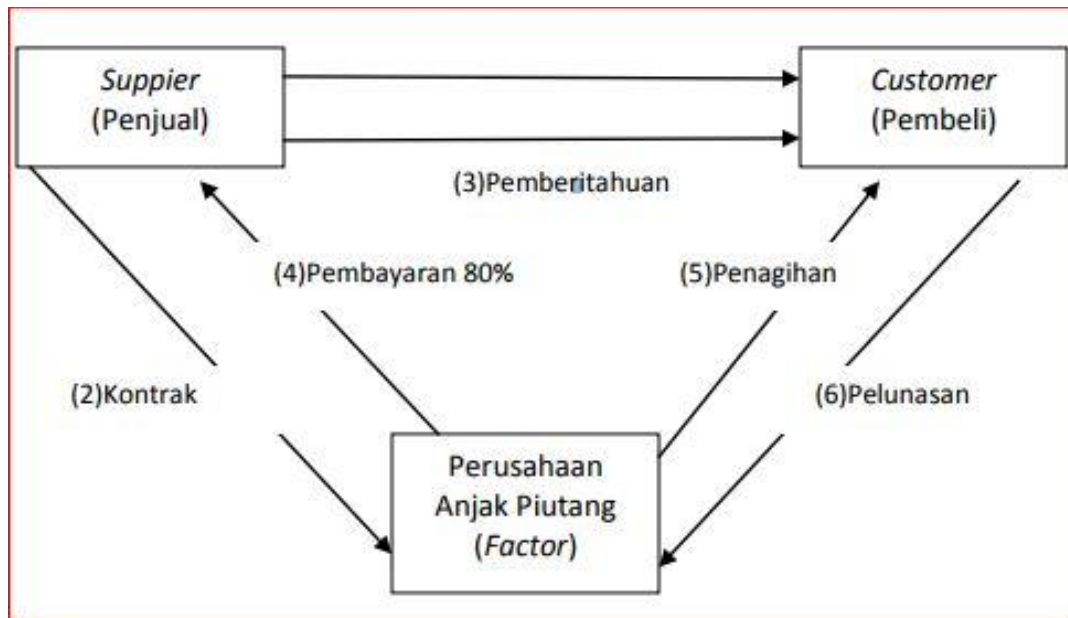 Suppier
(Penjual)
Customer
(Pembeli)
(3)Pemberitahuan
(4)Pembayaran 80%
(5)Penagihan
(2)Kontrak
(6)Pelunasan
Perusahaan
Anjak Piutang
(Factor)